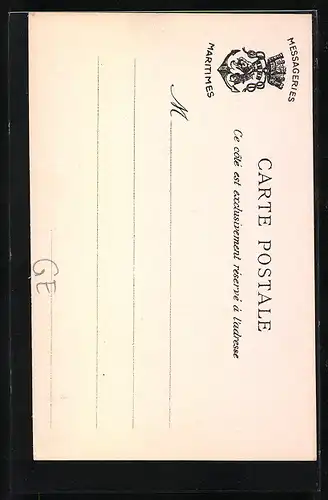 MESSAGERIES
MARITIMES
CARTE POSTALE
Ce côté est exclusivement réservé à l'adresse
M
GE